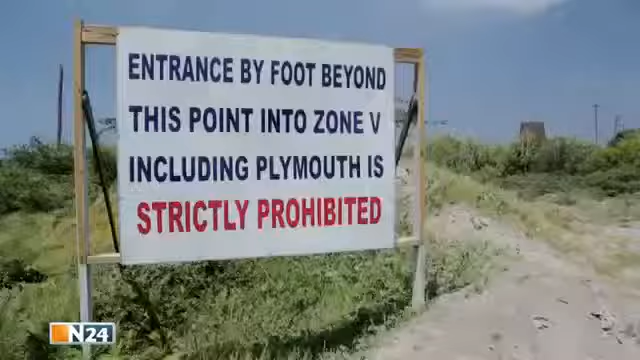 ENTRANCE BY FOOT BEYOND
THIS POINT INTO ZONE V
INCLUDING PLYMOUTH IS
STRICTLY PROHIBITED
N24